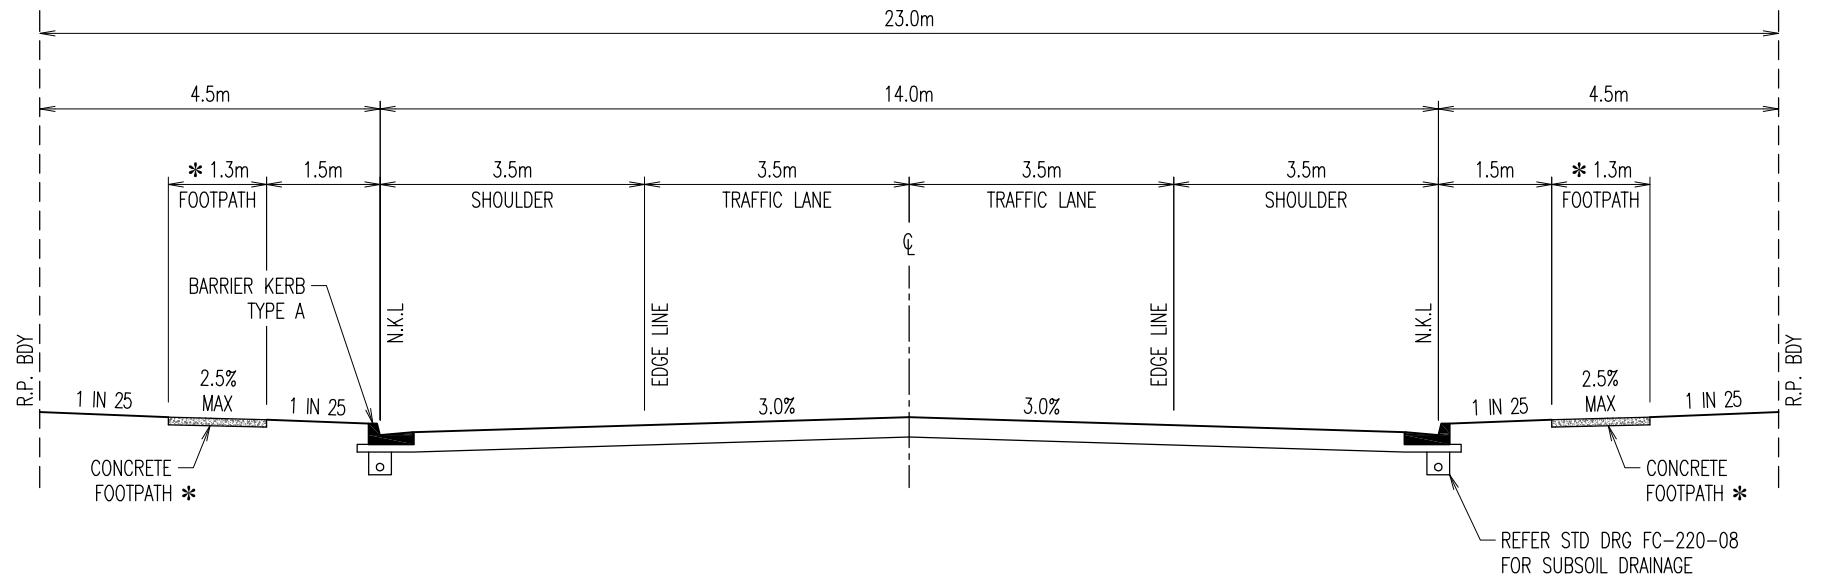 23.0m
4.5m
14.0m
4.5m
* 1.3m
FOOTPATH
1.5m
3.5m
SHOULDER
3.5m
TRAFFIC LANE
3.5m
TRAFFIC LANE
3.5m
SHOULDER
1.5m
* 1.3m
FOOTPATH
℄
BARRIER KERB
TYPE A
N.K.L
EDGE LINE
EDGE LINE
N.K.L
R.P. BDY
R.P. BDY
1 IN 25
2.5%
MAX
1 IN 25
3.0%
3.0%
1 IN 25
2.5%
MAX
1 IN 25
CONCRETE
FOOTPATH *
CONCRETE
FOOTPATH *
REFER STD DRG FC-220-08
FOR SUBSOIL DRAINAGE